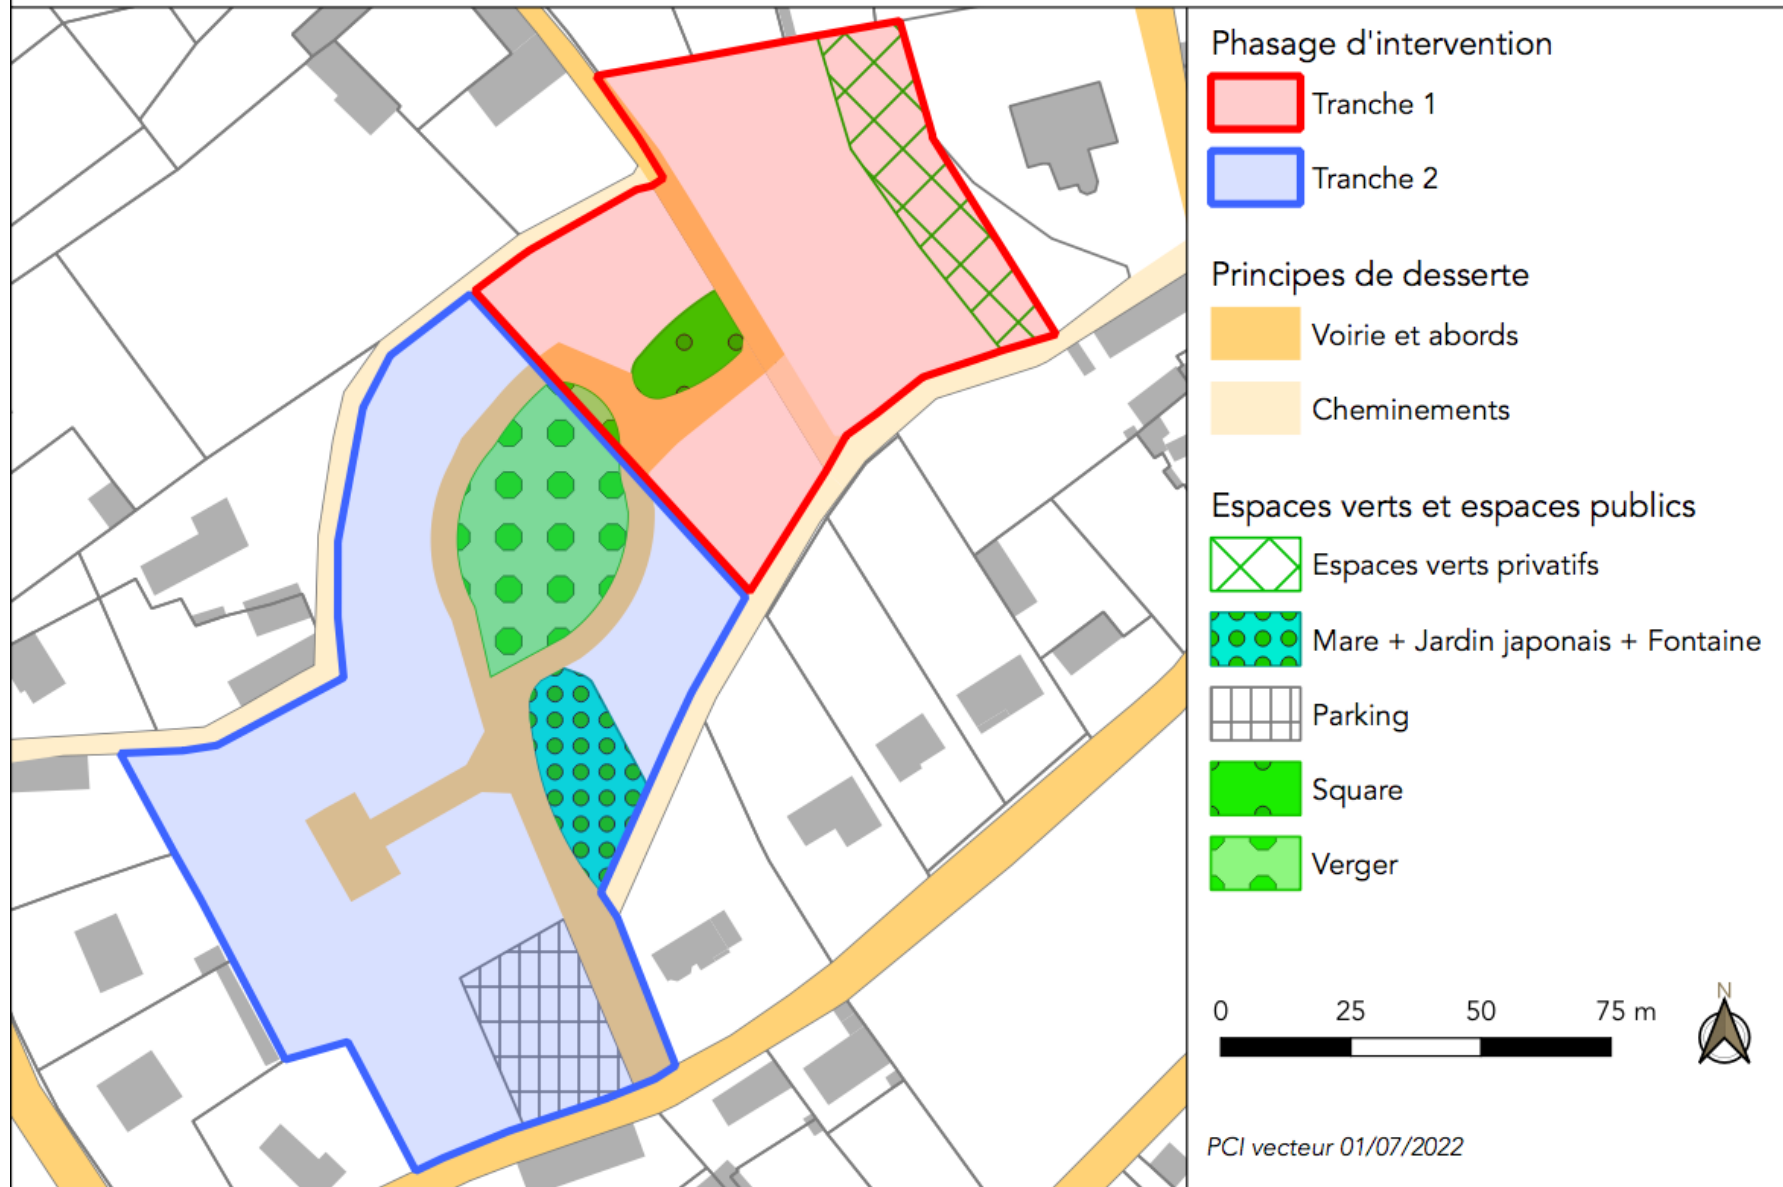 Phasage d'intervention
Tranche 1
Tranche 2
Principes de desserte
Voirie et abords
Cheminements
Espaces verts et espaces publics
Espaces verts privatifs
Mare + Jardin japonais + Fontaine
Parking
Square
Verger
0 25 50 75 m
N
PCI vecteur 01/07/2022